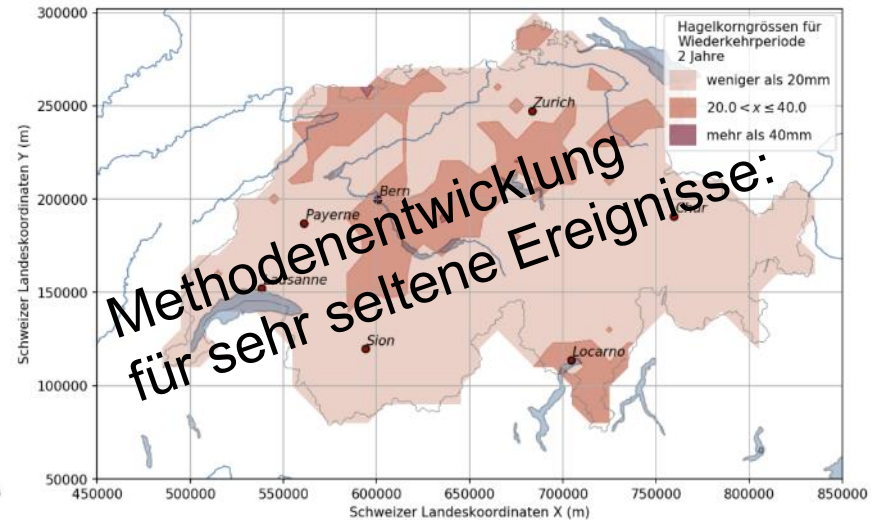 300000
250000
200000
150000
100000
50000
Schweizer Landeskoordinaten Y (m)
Hagelkorngrössen für
Wiederkehrperiode
2 Jahre
weniger als 20mm
20.0 < x ≤ 40.0
mehr als 40mm
Zurich
Bern
Payerne
Chur
Lausanne
Sion
Locarno
Methodenentwicklung
für sehr seltene Ereignisse:
450000 500000 550000 600000 650000 700000 750000 800000 850000
Schweizer Landeskoordinaten X (m)